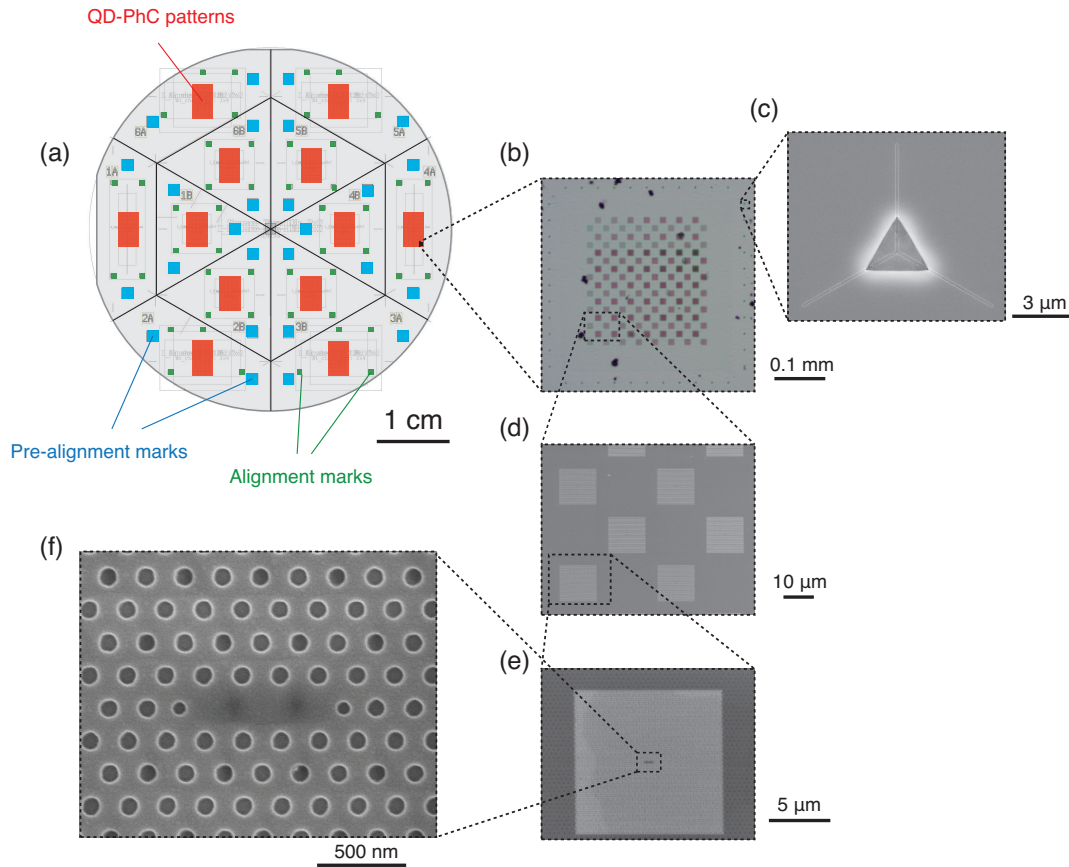 QD-PhC patterns
(a)
6A
6B
5B
5A
1A
1B
4B
4A
2A
2B
3B
3A
1 cm
Pre-alignment marks
Alignment marks
(b)
0.1 mm
(c)
3 µm
(d)
10 µm
(e)
5 µm
(f)
500 nm